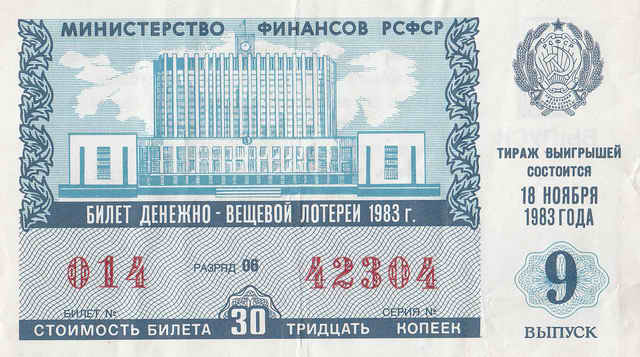 МИНИСТЕРСТВО ФИНАНСОВ РСФСР
РСФСР
ТИРАЖ ВЫИГРЫШЕЙ
СОСТОИТСЯ
18 НОЯБРЯ
1983 ГОДА
БИЛЕТ ДЕНЕЖНО - ВЕЩЕВОЙ ЛОТЕРЕИ 1983 г.
014 РАЗРЯД 06 42304
БИЛЕТ № СЕРИЯ №
СТОИМОСТЬ БИЛЕТА 30 ТРИДЦАТЬ КОПЕЕК
9
ВЫПУСК